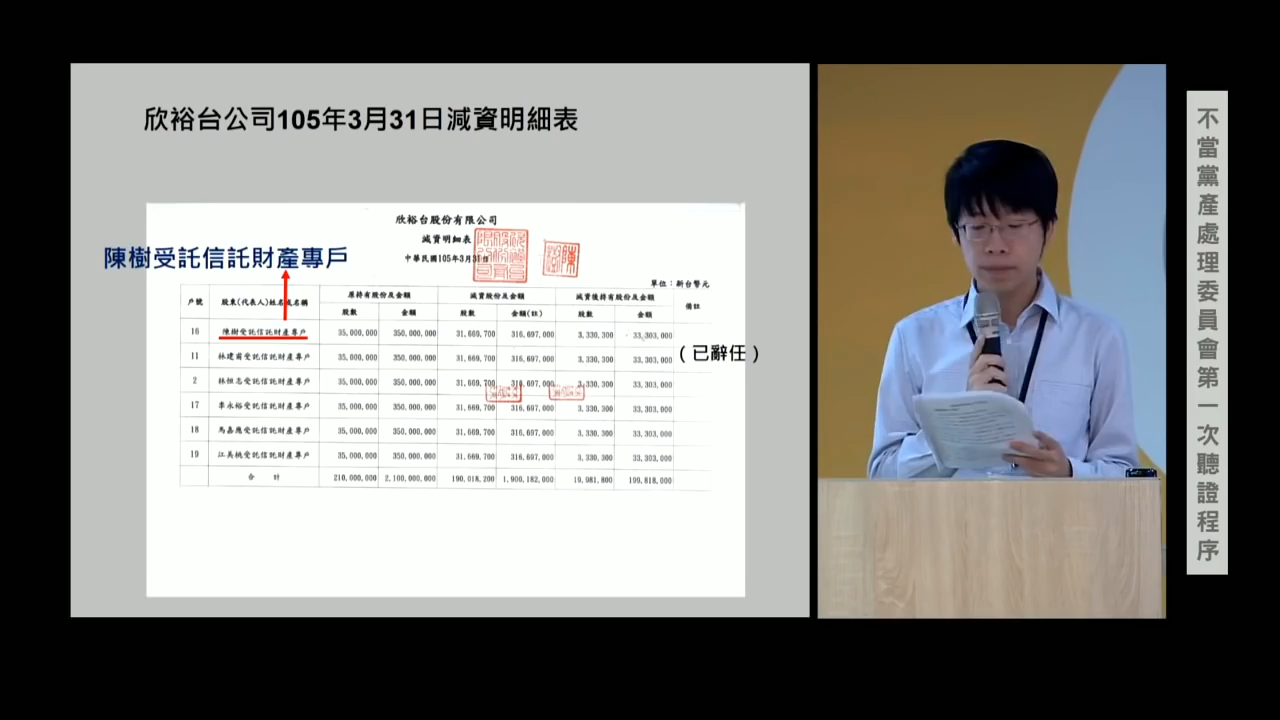 欣裕台公司105年3月31日減資明細表
欣裕台股份有限公司
減資明細表
中華民國105年3月31日
陳樹受託信託財產專戶
單位：新台幣元
戶號 股東(代表人)姓名或名稱 原持有股份及金額 減資股份及金額 減資後持有股份及金額 備註
股數 金額 股數 金額(註) 股數 金額
16 陳樹受託信託財產專戶 35,000,000 350,000,000 31,669,700 316,697,000 3,330,300 33,303,000
11 林建甫受託信託財產專戶 35,000,000 350,000,000 31,669,700 316,697,000 3,330,300 33,303,000 （已辭任）
2 林恒志受託信託財產專戶 35,000,000 350,000,000 31,669,700 316,697,000 3,330,300 33,303,000
17 李永裕受託信託財產專戶 35,000,000 350,000,000 31,669,700 316,697,000 3,330,300 33,303,000
18 馬嘉應受託信託財產專戶 35,000,000 350,000,000 31,669,700 316,697,000 3,330,300 33,303,000
19 江美桃受託信託財產專戶 35,000,000 350,000,000 31,669,700 316,697,000 3,330,300 33,303,000
合計 210,000,000 2,100,000,000 190,018,200 1,900,182,000 19,981,800 199,818,000
不當黨產處理委員會第一次聽證程序